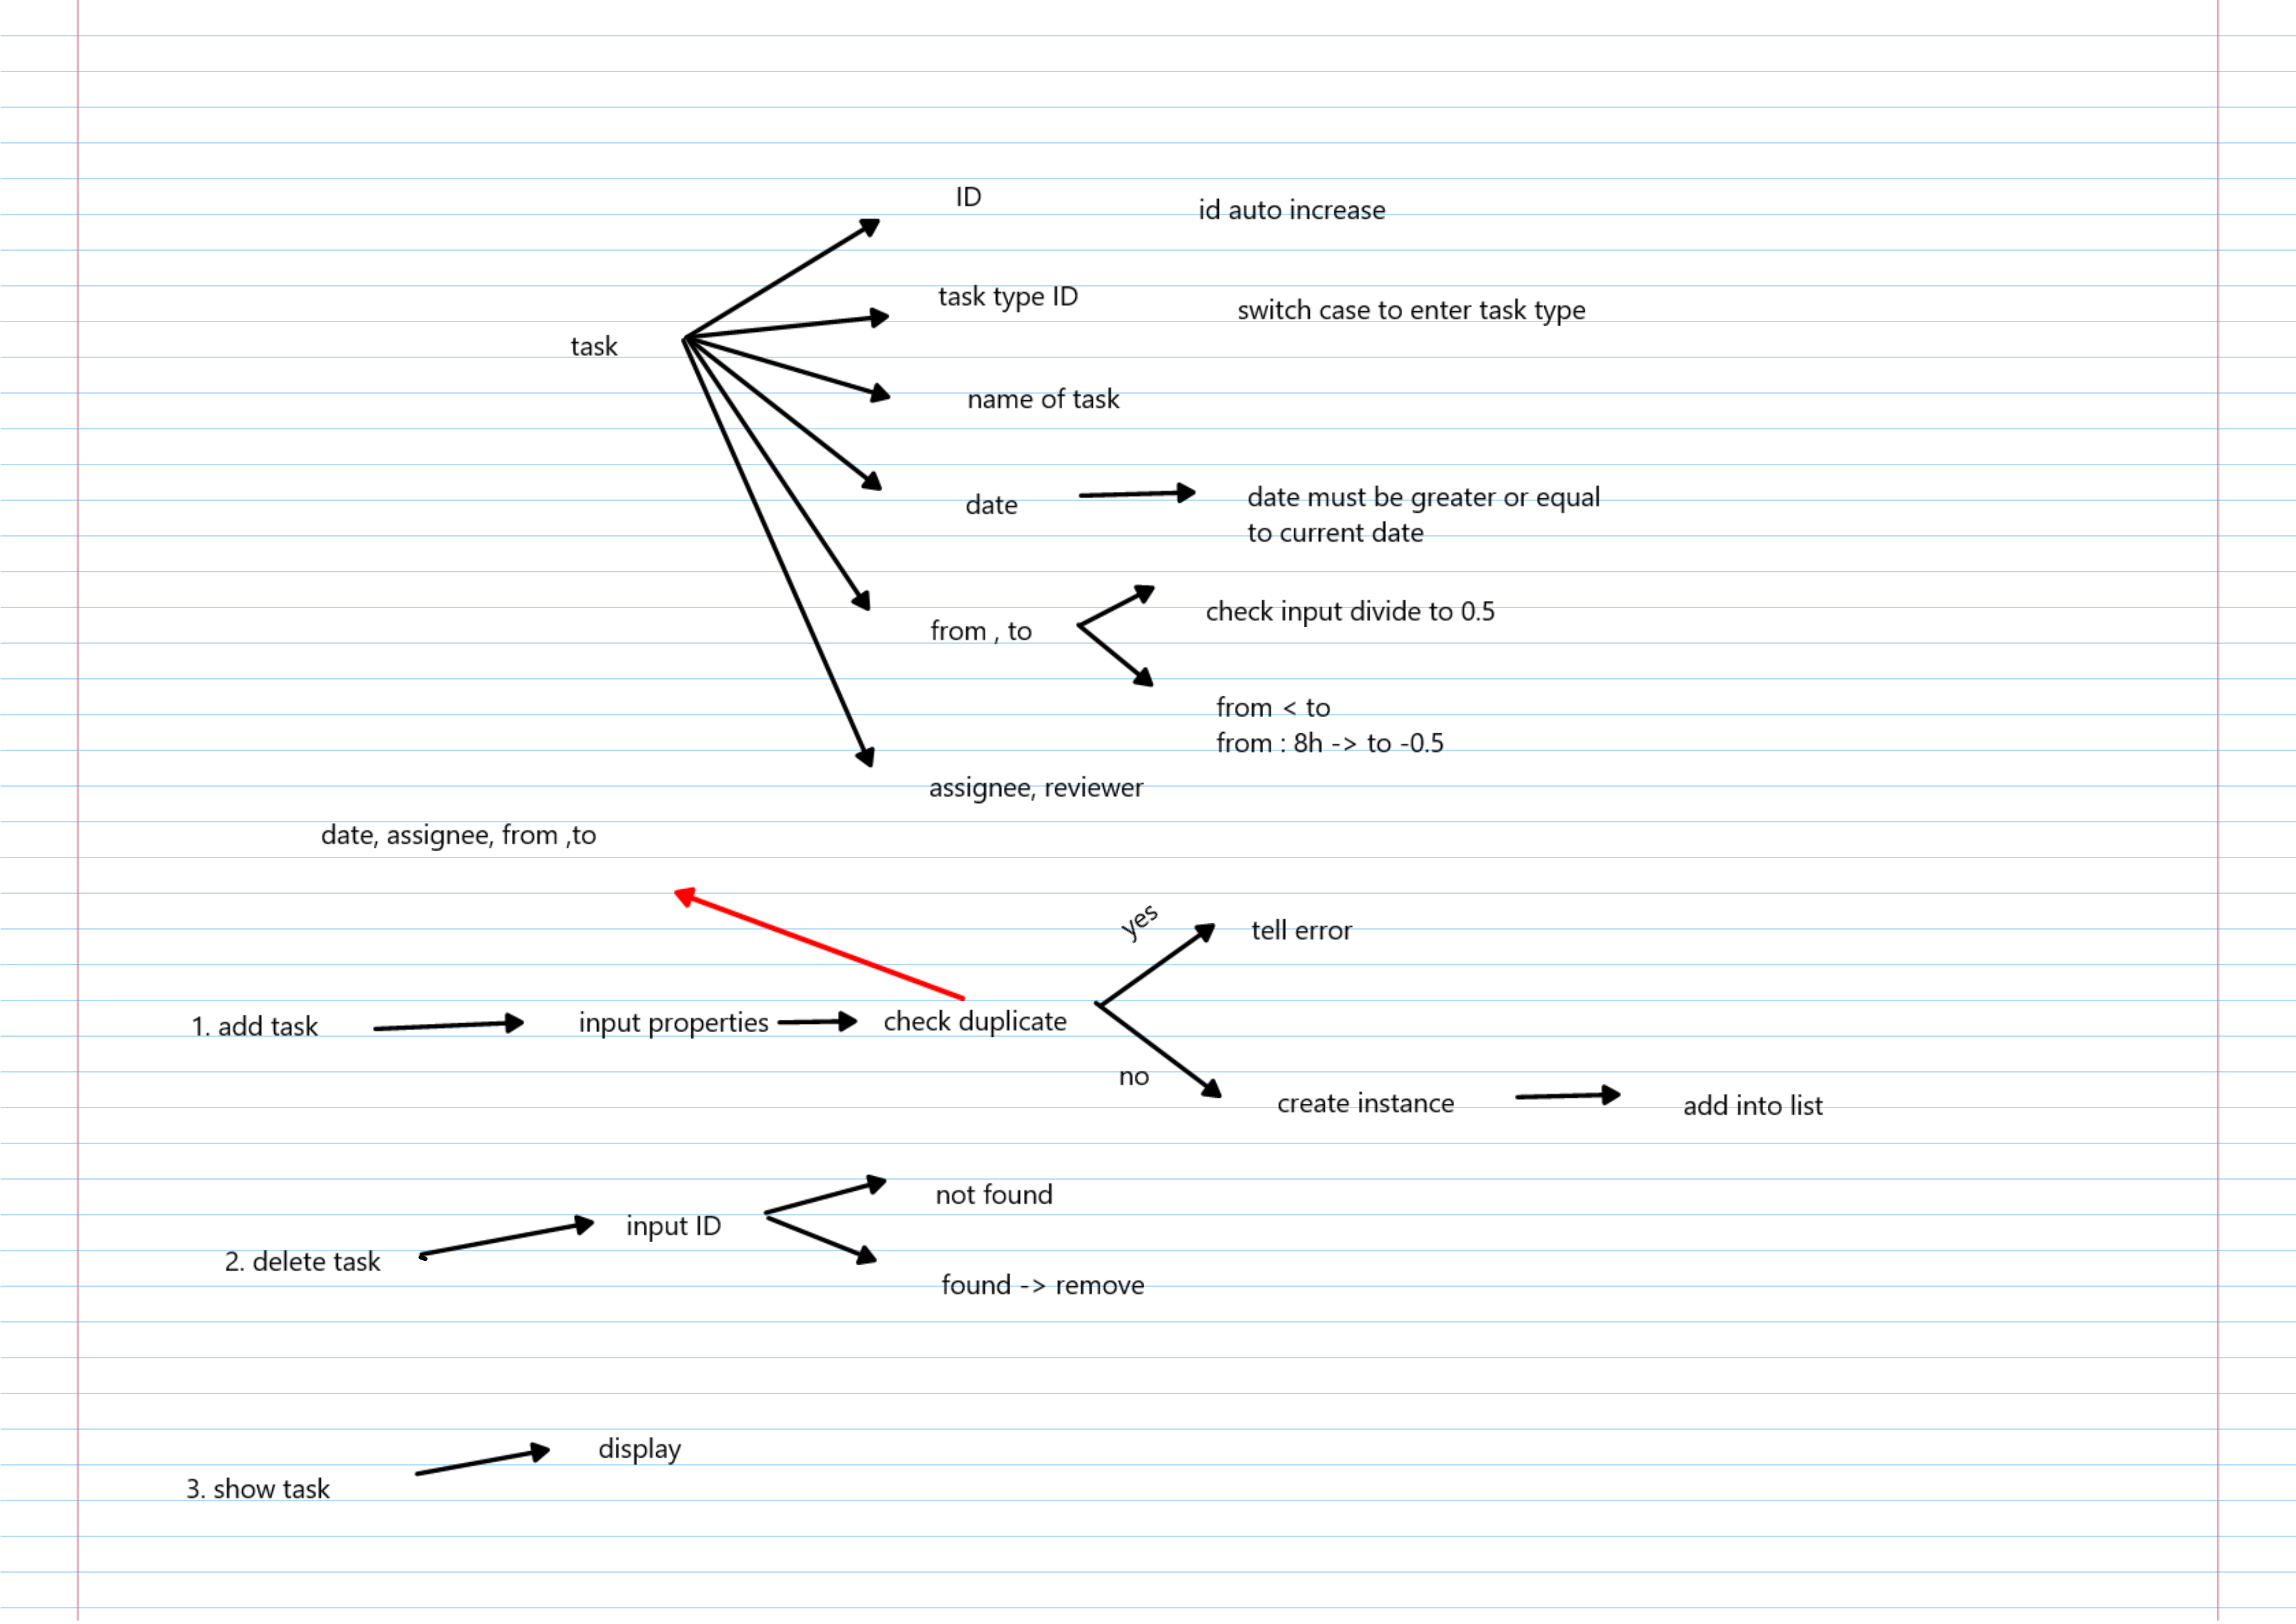 ID
id auto increase
task type ID
switch case to enter task type
task
name of task
date
date must be greater or equal
to current date
check input divide to 0.5
from , to
from < to
from : 8h -> to -0.5
assignee, reviewer
date, assignee, from ,to
yes
tell error
1. add task
input properties
check duplicate
no
create instance
add into list
not found
input ID
2. delete task
found -> remove
display
3. show task